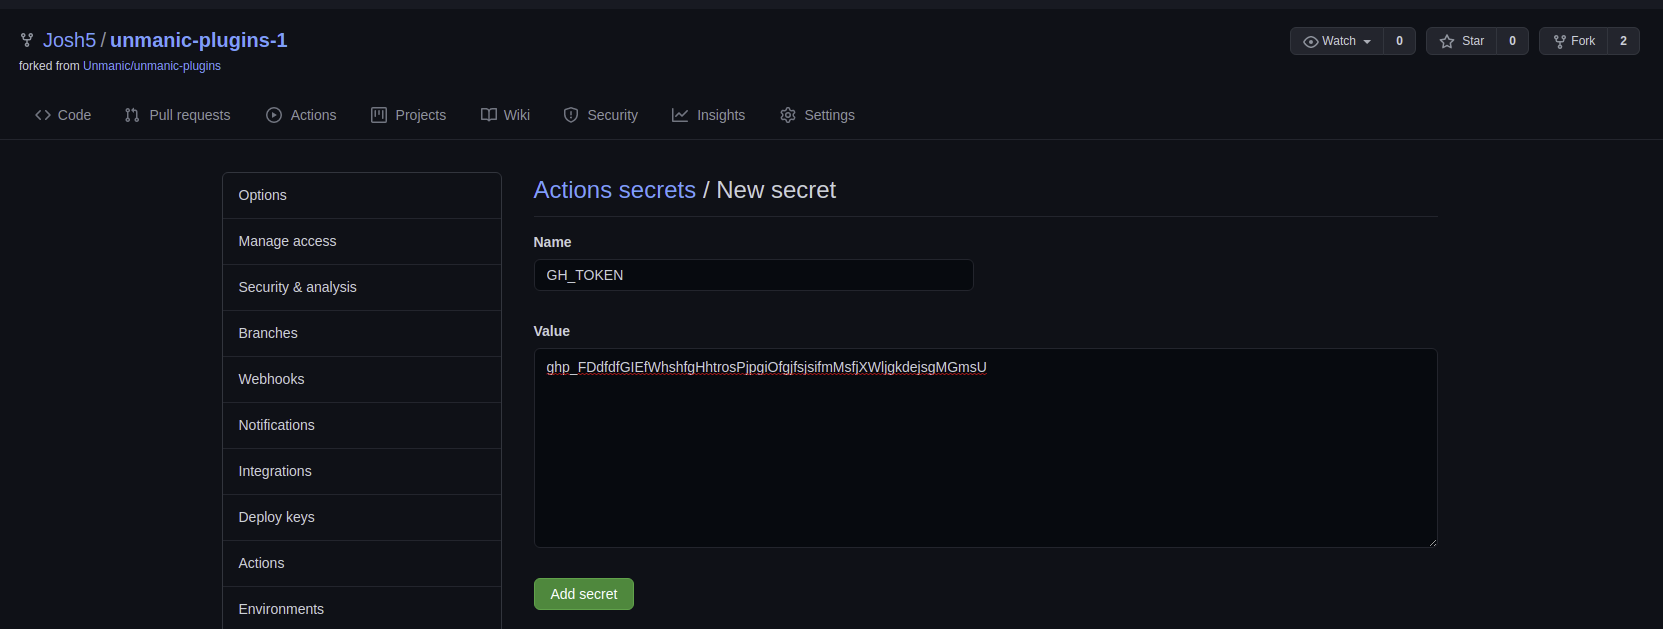 Josh5 / unmanic-plugins-1
forked from Unmanic/unmanic-plugins
Watch 0 Star 0 Fork 2
Code Pull requests Actions Projects Wiki Security Insights Settings
Options
Manage access
Security & analysis
Branches
Webhooks
Notifications
Integrations
Deploy keys
Actions
Environments
Actions secrets / New secret
Name
GH_TOKEN
Value
ghp_FDdfdfGIEfWhshfgHhtrosPjpgiOfgjfsjsifmMsfjXWljgkdejsgMGmsU
Add secret